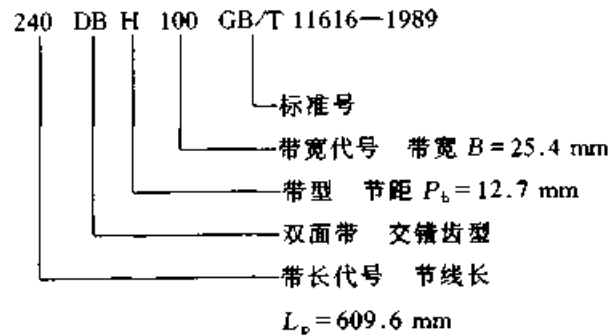 240 DB H 100 GB/T 11616—1989
标准号
带宽代号 带宽 B=25.4 mm
带型 节距 P_b=12.7 mm
双面带 交错齿型
带长代号 节线长
L_p=609.6 mm